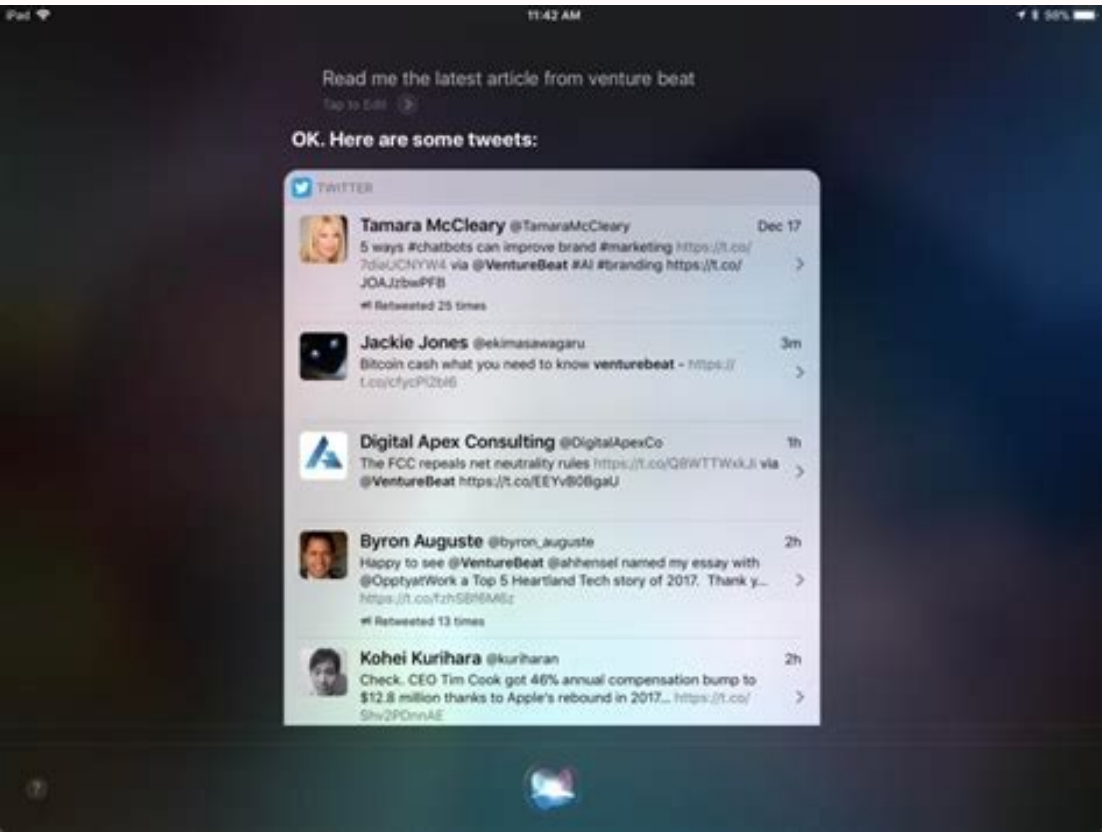 iPad
11:42 AM
98%
Read me the latest article from venture beat
Tap to Edit
OK. Here are some tweets:
TWITTER
Tamara McCleary @TamaraMcCleary Dec 17
5 ways #chatbots can improve brand #marketing https://t.co/
7dieUCNYW4 via @VentureBeat #AI #branding https://t.co/
JOAJzbwPFB
Retweeted 25 times
Jackie Jones @ekimasawagaru 3m
Bitcoin cash what you need to know venturebeat - https://
t.co/cfycPl2bI6
Digital Apex Consulting @DigitalApexCo 1h
The FCC repeals net neutrality rules https://t.co/Q8WTTWxkJi via
@VentureBeat https://t.co/EEYvB0BgaU
Byron Auguste @byron_auguste 2h
Happy to see @VentureBeat @ahhensel named my essay with
@OpptyatWork a Top 5 Heartland Tech story of 2017. Thank y...
https://t.co/fzhSBf6M6z
Retweeted 13 times
Kohei Kurihara @kuriharan 2h
Check. CEO Tim Cook got 46% annual compensation bump to
$12.8 million thanks to Apple's rebound in 2017... https://t.co/
Shv2PDnnAE
?